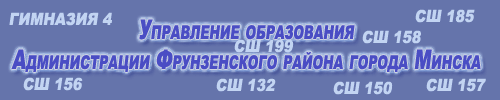 ГИМНАЗИЯ 4
СШ 185
Управление образования
СШ 158
СШ 199
Администрации Фрунзенского района города Минска
СШ 156
СШ 132
СШ 150
СШ 157